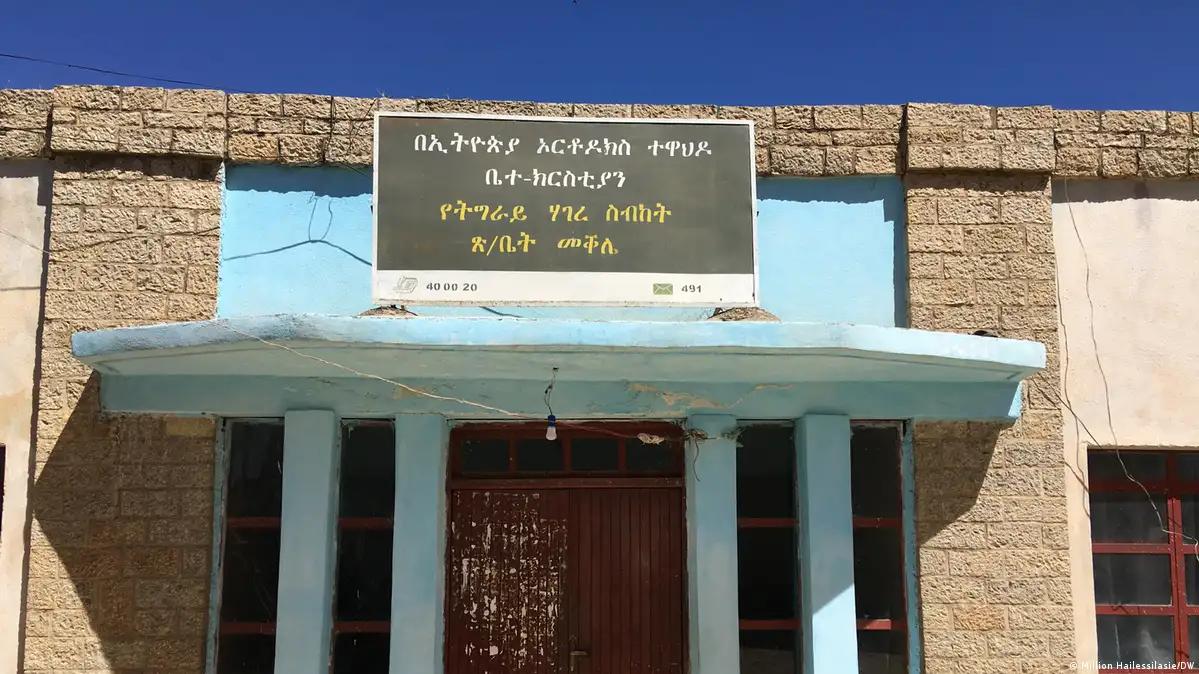 በኢትዮጵያ ኦርቶዶክስ ተዋህዶ
ቤተ-ክርስቲያን
የትግራይ ሃገረ ስብከት
ጽ/ቤት መቐሌ
40 00 20
491
© Million Hailessilasie/DW